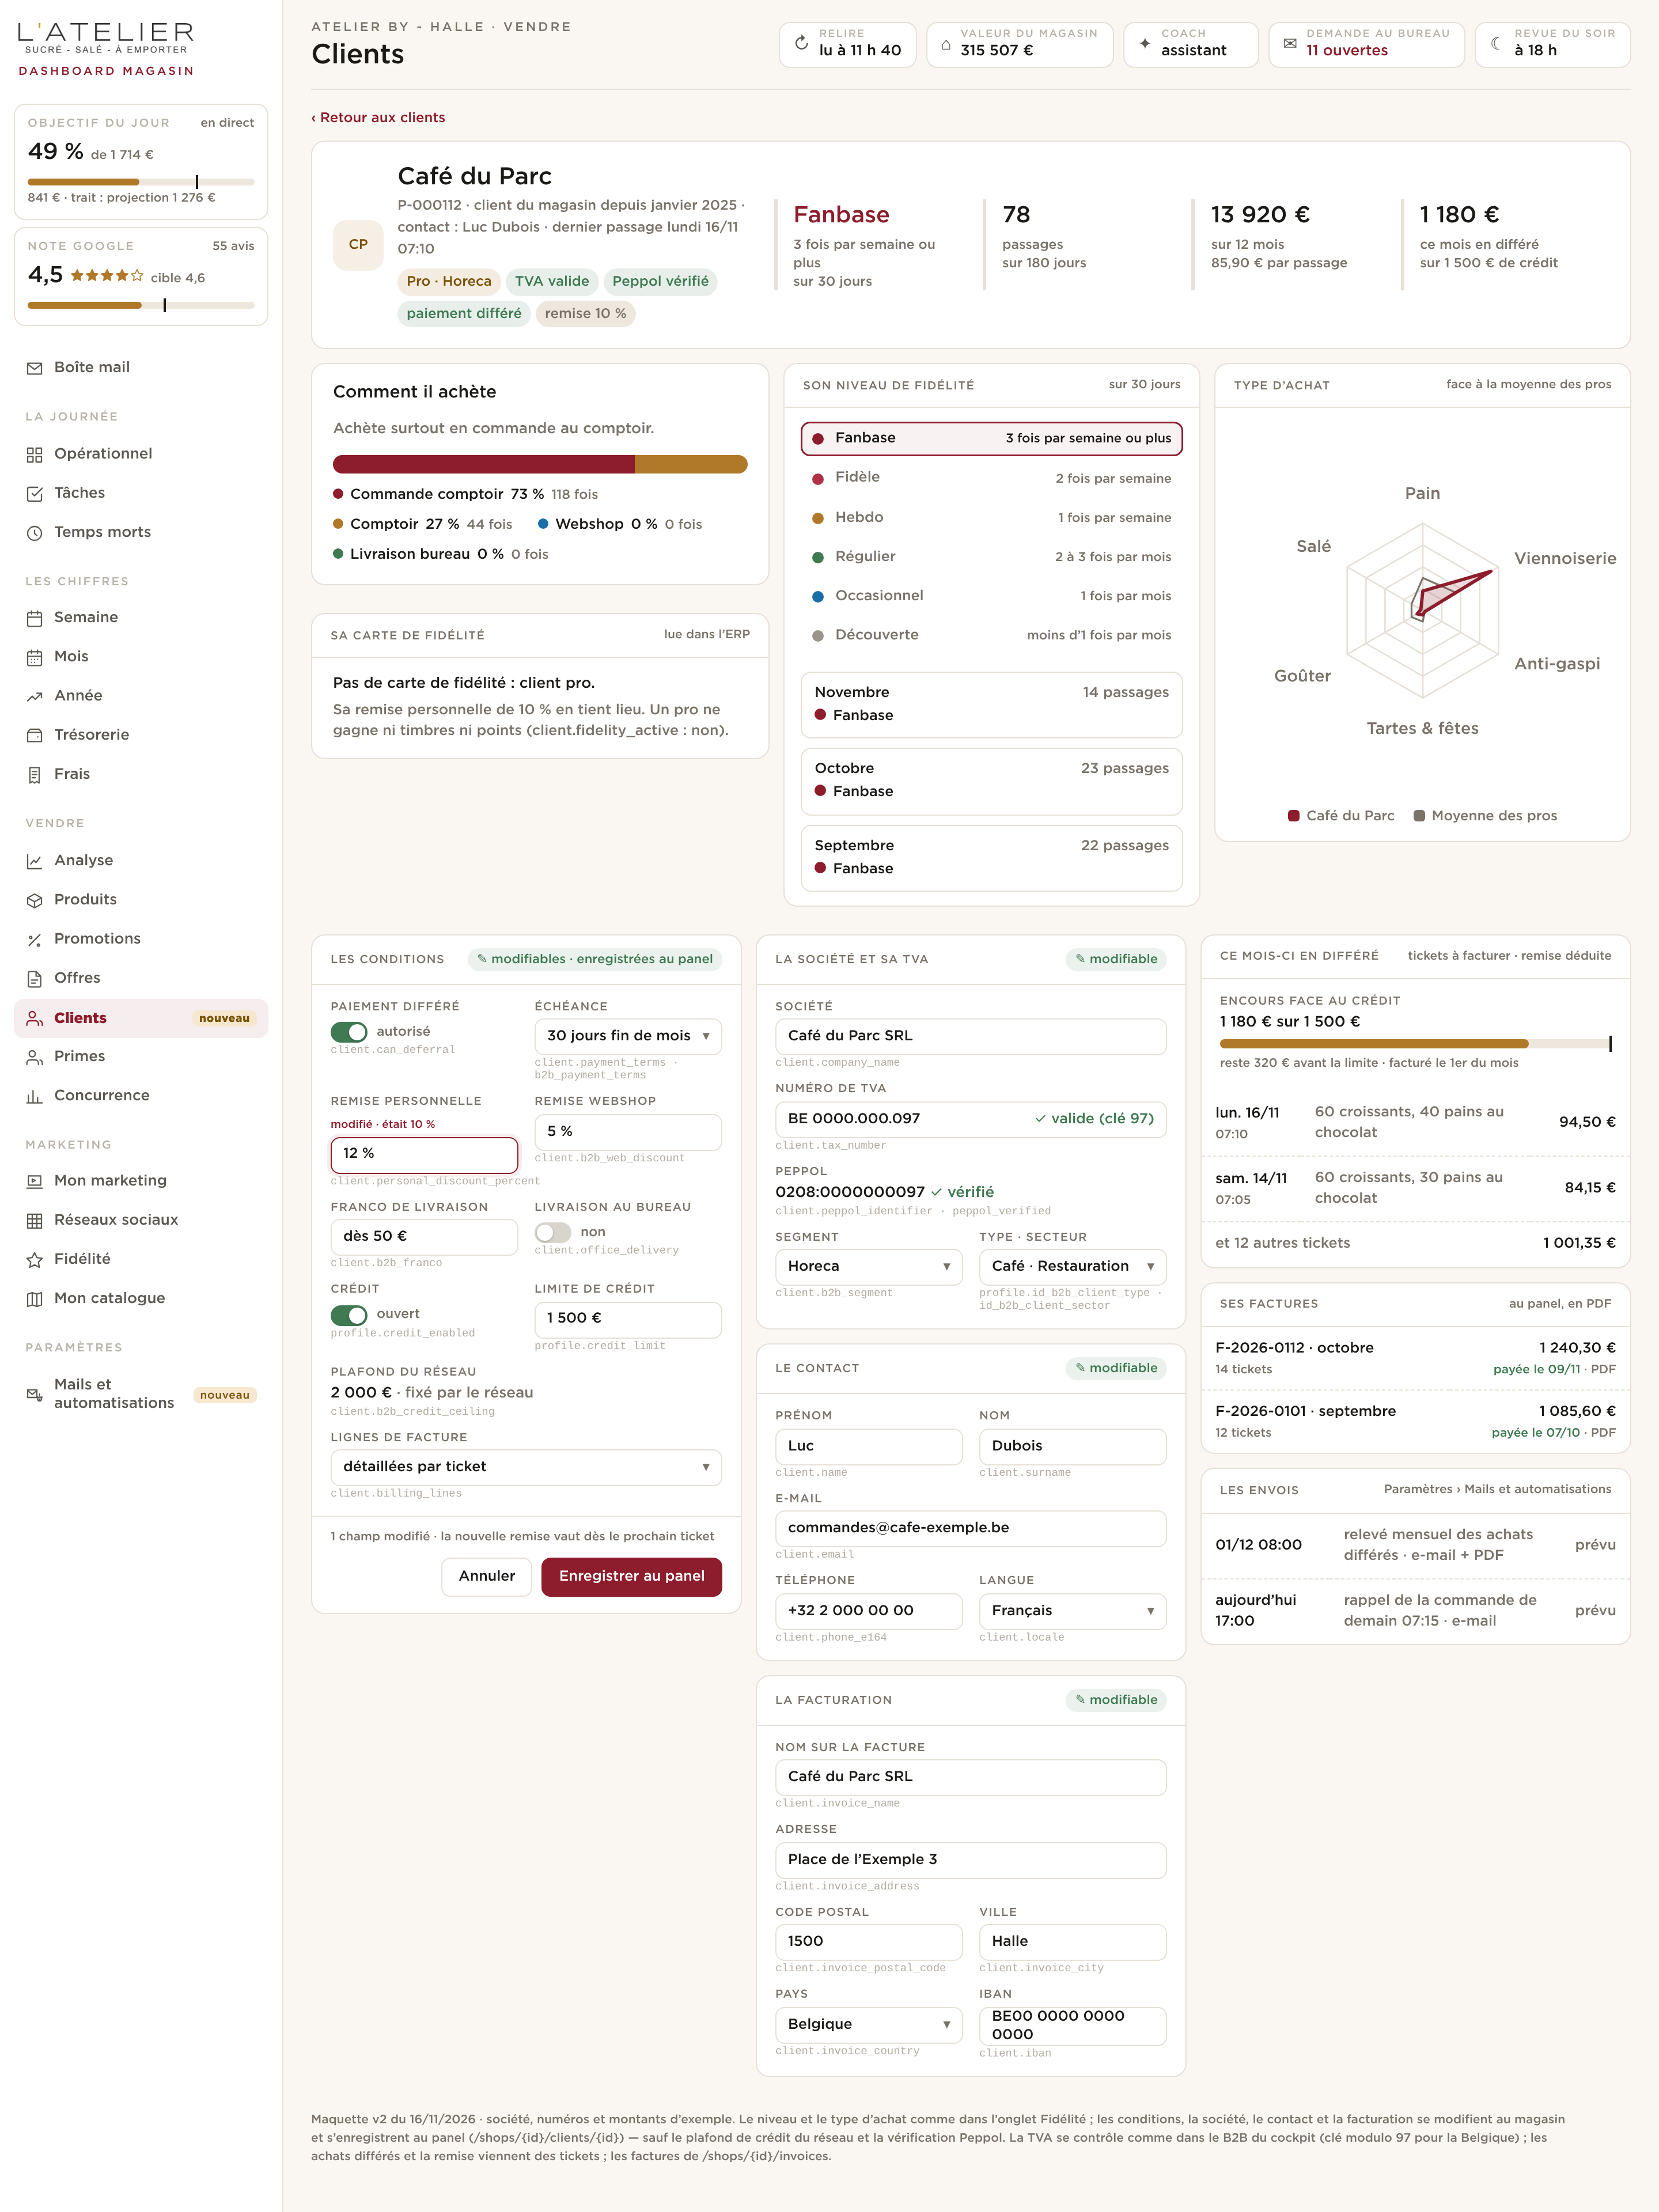 L'ATELIER
SUCRÉ - SALÉ - À EMPORTER
DASHBOARD MAGASIN
OBJECTIF DU JOUR en direct
49 % de 1 714 €
841 € · trait : projection 1 276 €
NOTE GOOGLE 55 avis
4,5 ★★★★☆ cible 4,6
Boîte mail
LA JOURNÉE
Opérationnel
Tâches
Temps morts
LES CHIFFRES
Semaine
Mois
Année
Trésorerie
Frais
VENDRE
Analyse
Produits
Promotions
Offres
Clients nouveau
Primes
Concurrence
MARKETING
Mon marketing
Réseaux sociaux
Fidélité
Mon catalogue
PARAMÈTRES
Mails et
automatisations nouveau
ATELIER BY - HALLE · VENDRE
Clients
RELIRE
lu à 11 h 40
VALEUR DU MAGASIN
315 507 €
COACH
assistant
DEMANDE AU BUREAU
11 ouvertes
REVUE DU SOIR
à 18 h
‹ Retour aux clients
CP
Café du Parc
P-000112 · client du magasin depuis janvier 2025 ·
contact : Luc Dubois · dernier passage lundi 16/11
07:10
Pro · Horeca TVA valide Peppol vérifié
paiement différé remise 10 %
Fanbase
3 fois par semaine ou
plus
sur 30 jours
78
passages
sur 180 jours
13 920 €
sur 12 mois
85,90 € par passage
1 180 €
ce mois en différé
sur 1 500 € de crédit
Comment il achète
Achète surtout en commande au comptoir.
Commande comptoir 73 % 118 fois
Comptoir 27 % 44 fois Webshop 0 % 0 fois
Livraison bureau 0 % 0 fois
SA CARTE DE FIDÉLITÉ lue dans l'ERP
Pas de carte de fidélité : client pro.
Sa remise personnelle de 10 % en tient lieu. Un pro ne
gagne ni timbres ni points (client.fidelity_active : non).
SON NIVEAU DE FIDÉLITÉ sur 30 jours
Fanbase 3 fois par semaine ou plus
Fidèle 2 fois par semaine
Hebdo 1 fois par semaine
Régulier 2 à 3 fois par mois
Occasionnel 1 fois par mois
Découverte moins d'1 fois par mois
Novembre 14 passages
Fanbase
Octobre 23 passages
Fanbase
Septembre 22 passages
Fanbase
TYPE D'ACHAT face à la moyenne des pros
Pain
Salé
Viennoiserie
Goûter
Anti-gaspi
Tartes & fêtes
Café du Parc Moyenne des pros
LES CONDITIONS ✎ modifiables · enregistrées au panel
PAIEMENT DIFFÉRÉ
autorisé
client.can_deferral
ÉCHÉANCE
30 jours fin de mois ▾
client.payment_terms ·
b2b_payment_terms
REMISE PERSONNELLE
modifié · était 10 %
12 %
client.personal_discount_percent
REMISE WEBSHOP
5 %
client.b2b_web_discount
FRANCO DE LIVRAISON
dès 50 €
client.b2b_franco
LIVRAISON AU BUREAU
non
client.office_delivery
CRÉDIT
ouvert
profile.credit_enabled
LIMITE DE CRÉDIT
1 500 €
profile.credit_limit
PLAFOND DU RÉSEAU
2 000 € · fixé par le réseau
client.b2b_credit_ceiling
LIGNES DE FACTURE
détaillées par ticket ▾
client.billing_lines
1 champ modifié · la nouvelle remise vaut dès le prochain ticket
Annuler Enregistrer au panel
LA SOCIÉTÉ ET SA TVA ✎ modifiable
SOCIÉTÉ
Café du Parc SRL
client.company_name
NUMÉRO DE TVA
BE 0000.000.097 ✓ valide (clé 97)
client.tax_number
PEPPOL
0208:0000000097 ✓ vérifié
client.peppol_identifier · peppol_verified
SEGMENT
Horeca ▾
client.b2b_segment
TYPE · SECTEUR
Café · Restauration ▾
profile.id_b2b_client_type ·
id_b2b_client_sector
LE CONTACT ✎ modifiable
PRÉNOM
Luc
client.name
NOM
Dubois
client.surname
E-MAIL
commandes@cafe-exemple.be
client.email
TÉLÉPHONE
+32 2 000 00 00
client.phone_e164
LANGUE
Français ▾
client.locale
LA FACTURATION ✎ modifiable
NOM SUR LA FACTURE
Café du Parc SRL
client.invoice_name
ADRESSE
Place de l'Exemple 3
client.invoice_address
CODE POSTAL
1500
client.invoice_postal_code
VILLE
Halle
client.invoice_city
PAYS
Belgique ▾
client.invoice_country
IBAN
BE00 0000 0000
0000
client.iban
CE MOIS-CI EN DIFFÉRÉ tickets à facturer · remise déduite
ENCOURS FACE AU CRÉDIT
1 180 € sur 1 500 €
reste 320 € avant la limite · facturé le 1er du mois
lun. 16/11
07:10
60 croissants, 40 pains au
chocolat
94,50 €
sam. 14/11
07:05
60 croissants, 30 pains au
chocolat
84,15 €
et 12 autres tickets 1 001,35 €
SES FACTURES au panel, en PDF
F-2026-0112 · octobre 1 240,30 €
14 tickets payée le 09/11 · PDF
F-2026-0101 · septembre 1 085,60 €
12 tickets payée le 07/10 · PDF
LES ENVOIS Paramètres › Mails et automatisations
01/12 08:00
relevé mensuel des achats
différés · e-mail + PDF
prévu
aujourd'hui
17:00
rappel de la commande de
demain 07:15 · e-mail
prévu
Maquette v2 du 16/11/2026 · société, numéros et montants d'exemple. Le niveau et le type d'achat comme dans l'onglet Fidélité ; les conditions, la société, le contact et la facturation se modifient au magasin
et s'enregistrent au panel (/shops/{id}/clients/{id}) — sauf le plafond de crédit du réseau et la vérification Peppol. La TVA se contrôle comme dans le B2B du cockpit (clé modulo 97 pour la Belgique) ; les
achats différés et la remise viennent des tickets ; les factures de /shops/{id}/invoices.